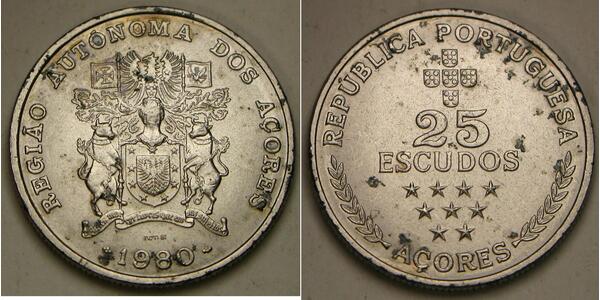 REGIÃO AUTÓNOMA DOS AÇORES
1980
REPUBLICA PORTUGUESA
25
ESCUDOS
AÇORES